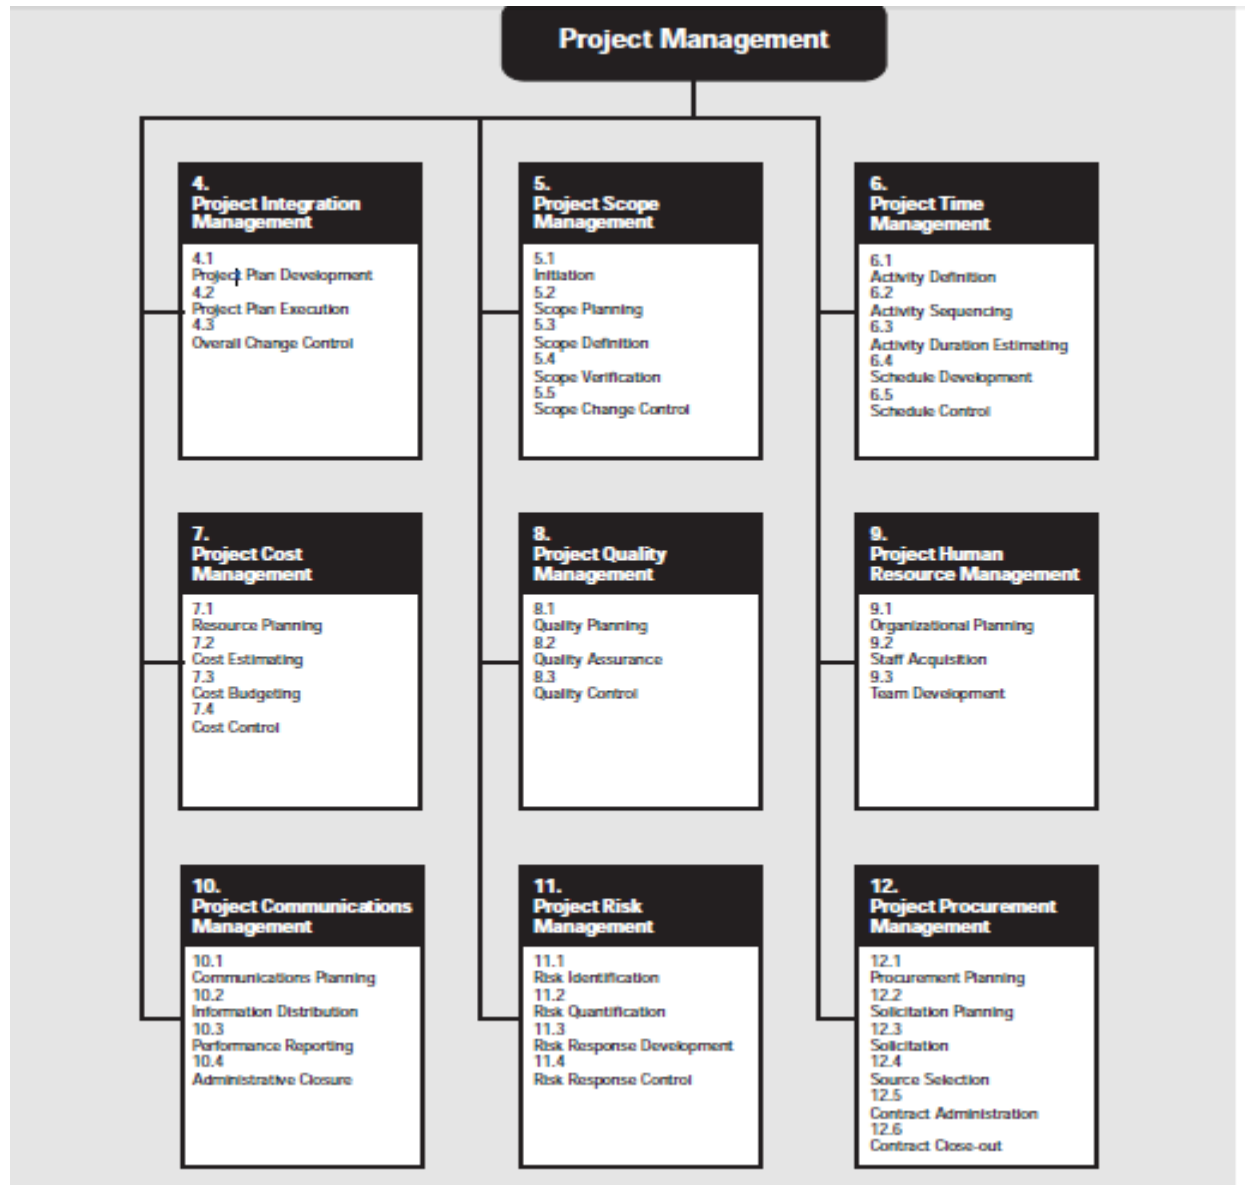 Project Management
4.
Project Integration
Management
4.1
Project Plan Development
4.2
Project Plan Execution
4.3
Overall Change Control
5.
Project Scope
Management
5.1
Initiation
5.2
Scope Planning
5.3
Scope Definition
5.4
Scope Verification
5.5
Scope Change Control
6.
Project Time
Management
6.1
Activity Definition
6.2
Activity Sequencing
6.3
Activity Duration Estimating
6.4
Schedule Development
6.5
Schedule Control
7.
Project Cost
Management
7.1
Resource Planning
7.2
Cost Estimating
7.3
Cost Budgeting
7.4
Cost Control
8.
Project Quality
Management
8.1
Quality Planning
8.2
Quality Assurance
8.3
Quality Control
9.
Project Human
Resource Management
9.1
Organizational Planning
9.2
Staff Acquisition
9.3
Team Development
10.
Project Communications
Management
10.1
Communications Planning
10.2
Information Distribution
10.3
Performance Reporting
10.4
Administrative Closure
11.
Project Risk
Management
11.1
Risk Identification
11.2
Risk Quantification
11.3
Risk Response Development
11.4
Risk Response Control
12.
Project Procurement
Management
12.1
Procurement Planning
12.2
Solicitation Planning
12.3
Solicitation
12.4
Source Selection
12.5
Contract Administration
12.6
Contract Close-out